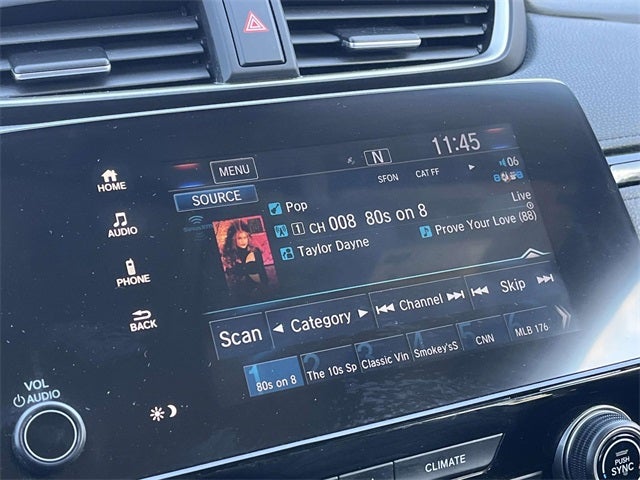 11:45
MENU
N
SFON CAT FF
06
HOME
SOURCE
Pop
Live
AUDIO
1 CH 008 80s on 8
Prove Your Love (88)
Taylor Dayne
PHONE
BACK
Scan
Category
Channel
Skip
1 80s on 8
2 The 10s Sp
3 Classic Vin
4 Smokey'sS
5 CNN
MLB 176
VOL
AUDIO
CLIMATE
PUSH
SYNC